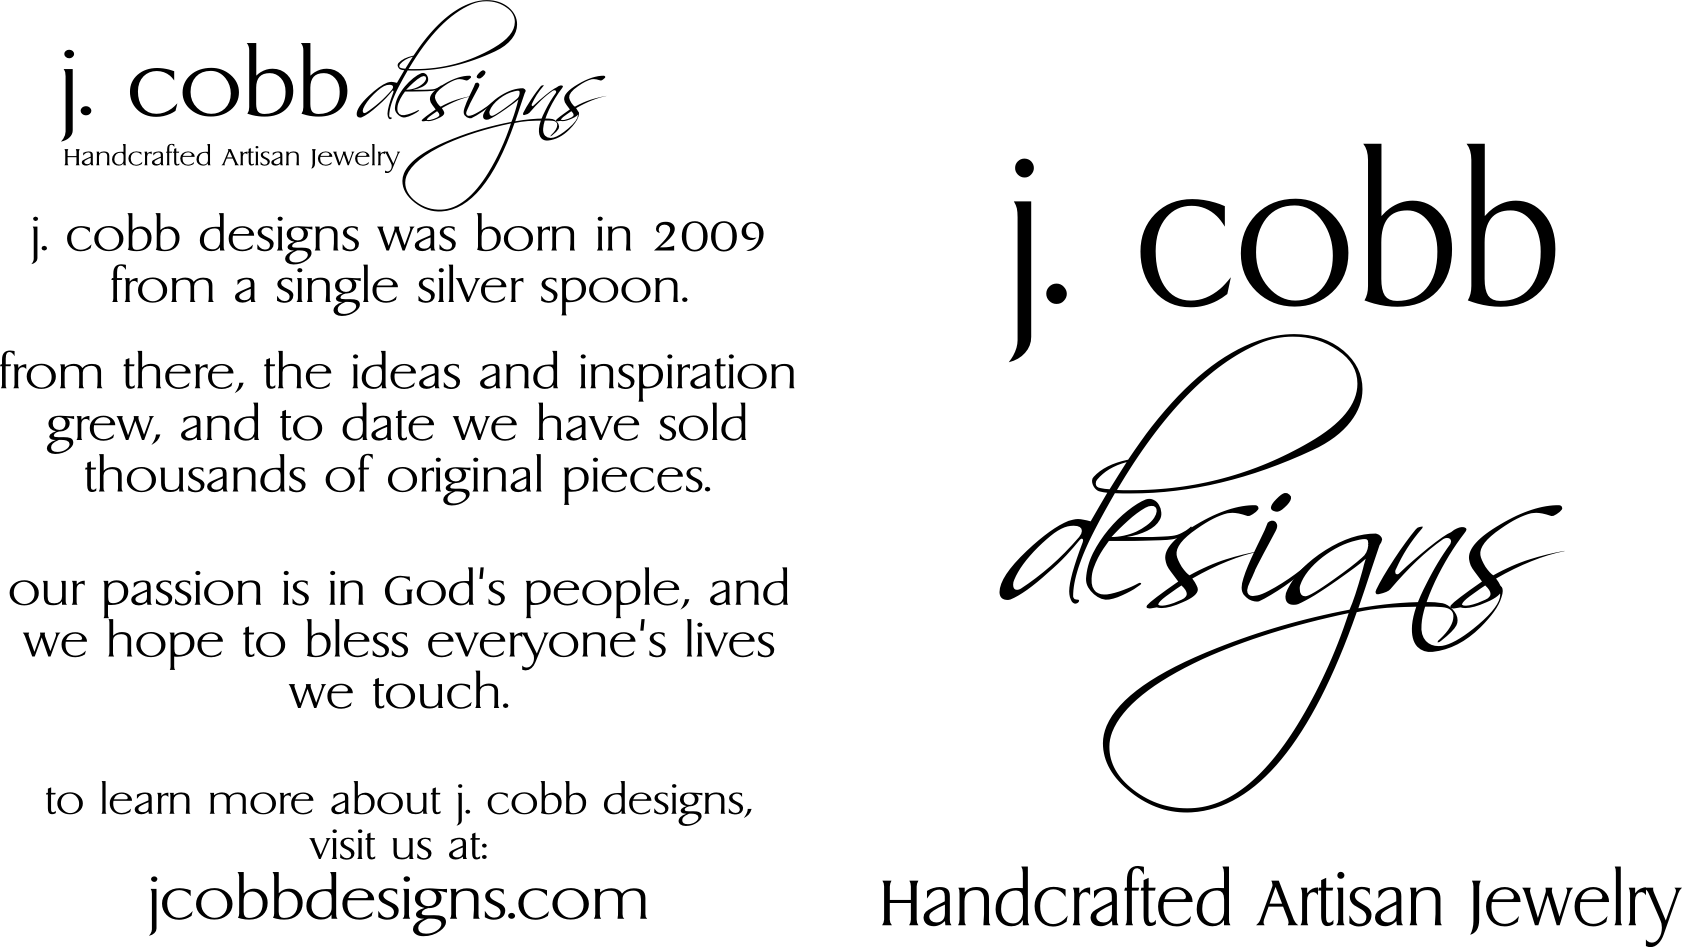 j. cobb designs
Handcrafted Artisan Jewelry
j. cobb designs was born in 2009
from a single silver spoon.
from there, the ideas and inspiration
grew, and to date we have sold
thousands of original pieces.
our passion is in God's people, and
we hope to bless everyone's lives
we touch.
to learn more about j. cobb designs,
visit us at:
jcobbdesigns.com
j. cobb
designs
Handcrafted Artisan Jewelry